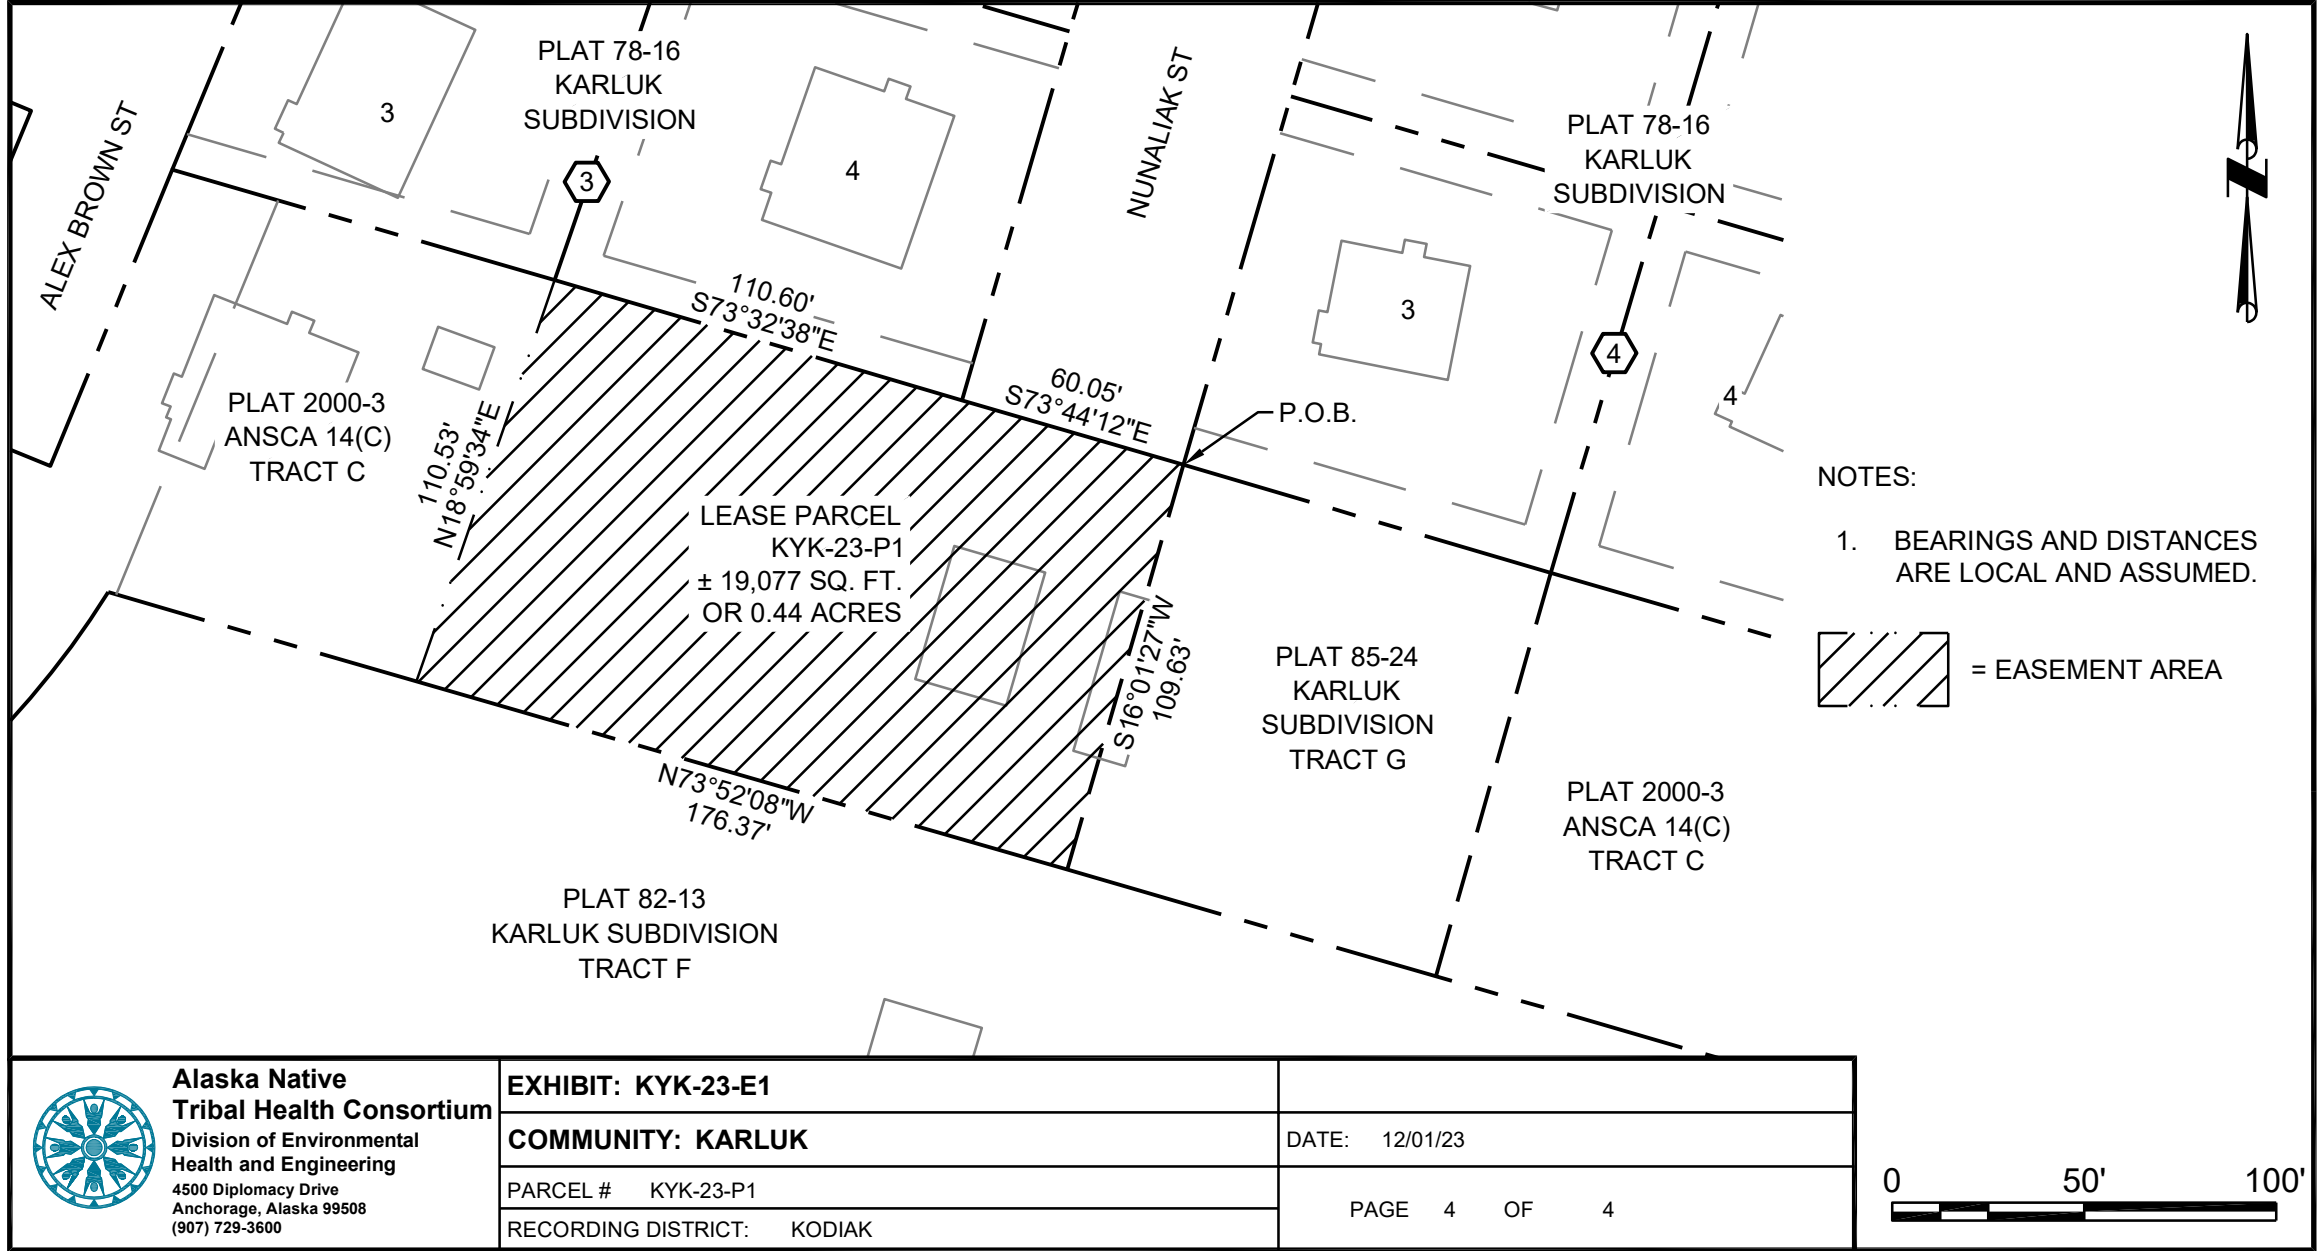 PLAT 78-16
KARLUK
SUBDIVISION
3
4
3
ALEX BROWN ST
NUNALIAK ST
PLAT 78-16
KARLUK
SUBDIVISION
3
4
4
110.60'
S73°32'38"E
60.05'
S73°44'12"E
P.O.B.
PLAT 2000-3
ANSCA 14(C)
TRACT C
110.53'
N18°59'34"E
LEASE PARCEL
KYK-23-P1
± 19,077 SQ. FT.
OR 0.44 ACRES
S16°01'27"W
109.63'
N73°52'08"W
176.37'
PLAT 85-24
KARLUK
SUBDIVISION
TRACT G
PLAT 2000-3
ANSCA 14(C)
TRACT C
PLAT 82-13
KARLUK SUBDIVISION
TRACT F
NOTES:
1. BEARINGS AND DISTANCES
ARE LOCAL AND ASSUMED.
= EASEMENT AREA
Alaska Native
Tribal Health Consortium
Division of Environmental
Health and Engineering
4500 Diplomacy Drive
Anchorage, Alaska 99508
(907) 729-3600
EXHIBIT: KYK-23-E1
COMMUNITY: KARLUK
PARCEL # KYK-23-P1
RECORDING DISTRICT: KODIAK
DATE: 12/01/23
PAGE 4 OF 4
0 50' 100'